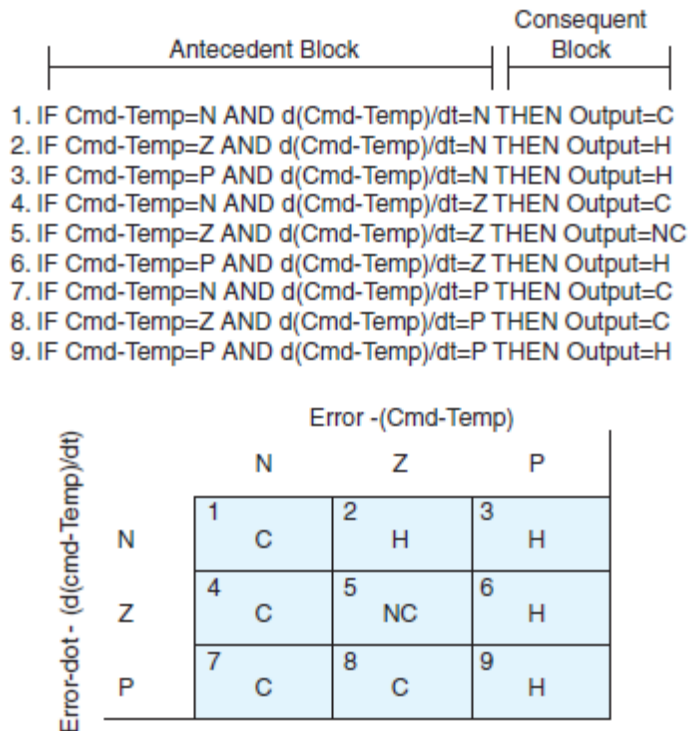 Consequent
Antecedent Block Block
1. IF Cmd-Temp=N AND d(Cmd-Temp)/dt=N THEN Output=C
2. IF Cmd-Temp=Z AND d(Cmd-Temp)/dt=N THEN Output=H
3. IF Cmd-Temp=P AND d(Cmd-Temp)/dt=N THEN Output=H
4. IF Cmd-Temp=N AND d(Cmd-Temp)/dt=Z THEN Output=C
5. IF Cmd-Temp=Z AND d(Cmd-Temp)/dt=Z THEN Output=NC
6. IF Cmd-Temp=P AND d(Cmd-Temp)/dt=Z THEN Output=H
7. IF Cmd-Temp=N AND d(Cmd-Temp)/dt=P THEN Output=C
8. IF Cmd-Temp=Z AND d(Cmd-Temp)/dt=P THEN Output=C
9. IF Cmd-Temp=P AND d(Cmd-Temp)/dt=P THEN Output=H
Error -(Cmd-Temp)
N Z P
Error-dot - (d(cmd-Temp)/dt)
1 2 3
N C H H
4 5 6
Z C NC H
7 8 9
P C C H